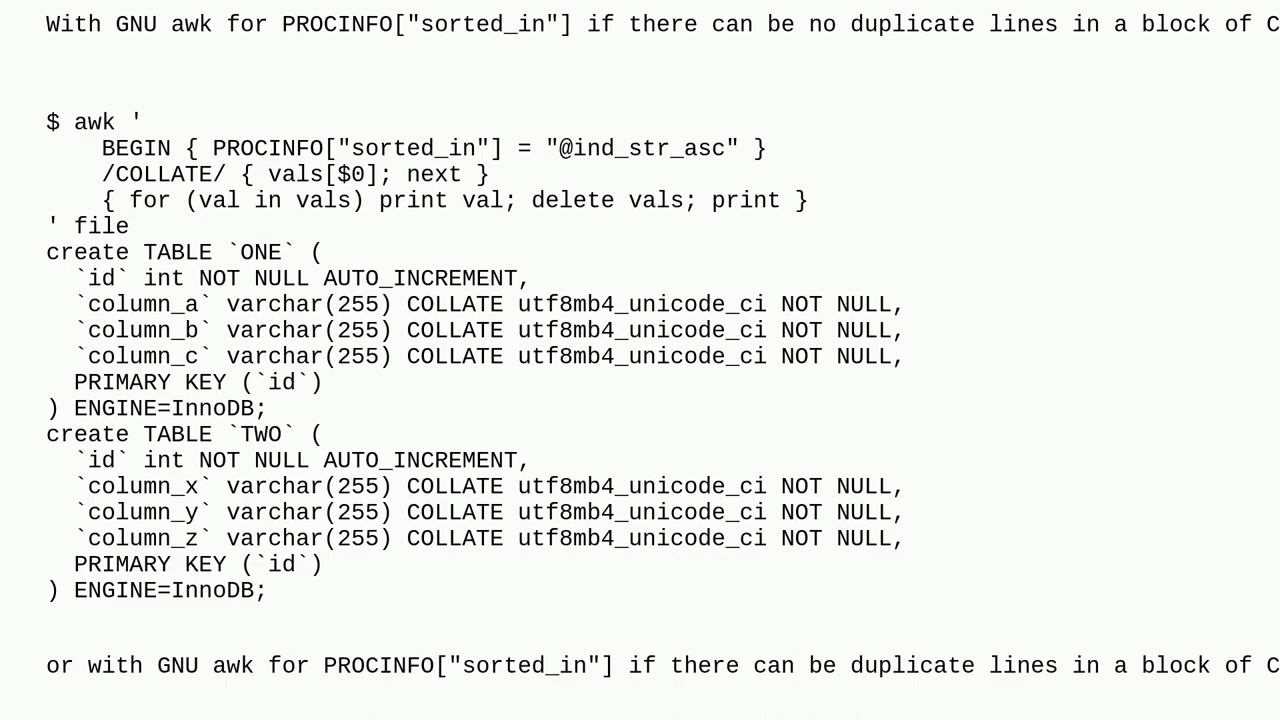 With GNU awk for PROCINFO["sorted_in"] if there can be no duplicate lines in a block of C
$ awk '
    BEGIN { PROCINFO["sorted_in"] = "@ind_str_asc" }
    /COLLATE/ { vals[$0]; next }
    { for (val in vals) print val; delete vals; print }
' file
create TABLE `ONE` (
  `id` int NOT NULL AUTO_INCREMENT,
  `column_a` varchar(255) COLLATE utf8mb4_unicode_ci NOT NULL,
  `column_b` varchar(255) COLLATE utf8mb4_unicode_ci NOT NULL,
  `column_c` varchar(255) COLLATE utf8mb4_unicode_ci NOT NULL,
  PRIMARY KEY (`id`)
) ENGINE=InnoDB;
create TABLE `TWO` (
  `id` int NOT NULL AUTO_INCREMENT,
  `column_x` varchar(255) COLLATE utf8mb4_unicode_ci NOT NULL,
  `column_y` varchar(255) COLLATE utf8mb4_unicode_ci NOT NULL,
  `column_z` varchar(255) COLLATE utf8mb4_unicode_ci NOT NULL,
  PRIMARY KEY (`id`)
) ENGINE=InnoDB;
or with GNU awk for PROCINFO["sorted_in"] if there can be duplicate lines in a block of C